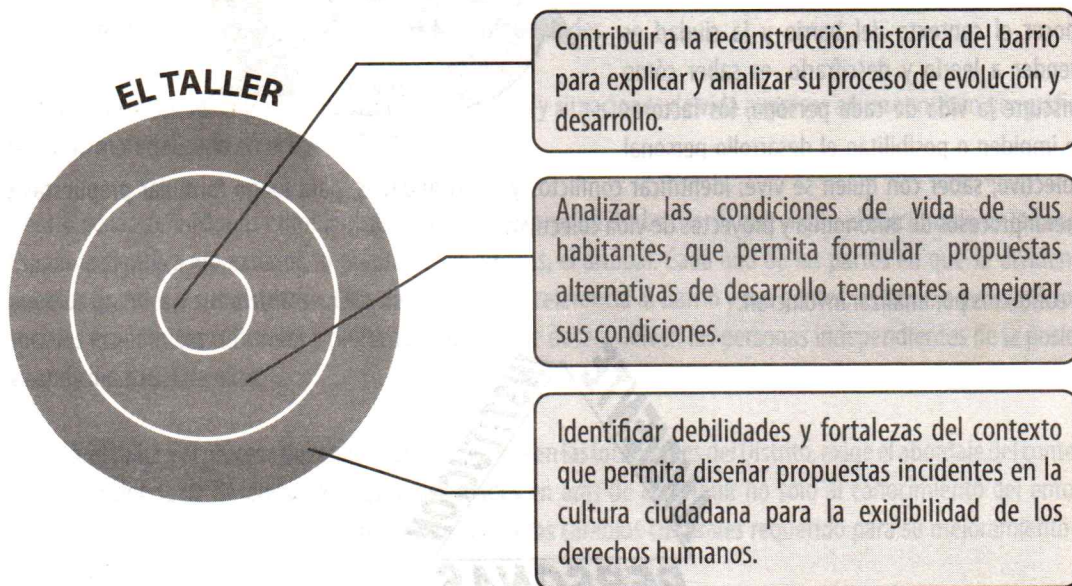 EL TALLER
Contribuir a la reconstrucciòn historica del barrio
para explicar y analizar su proceso de evolución y
desarrollo.
Analizar las condiciones de vida de sus
habitantes, que permita formular propuestas
alternativas de desarrollo tendientes a mejorar
sus condiciones.
Identificar debilidades y fortalezas del contexto
que permita diseñar propuestas incidentes en la
cultura ciudadana para la exigibilidad de los
derechos humanos.